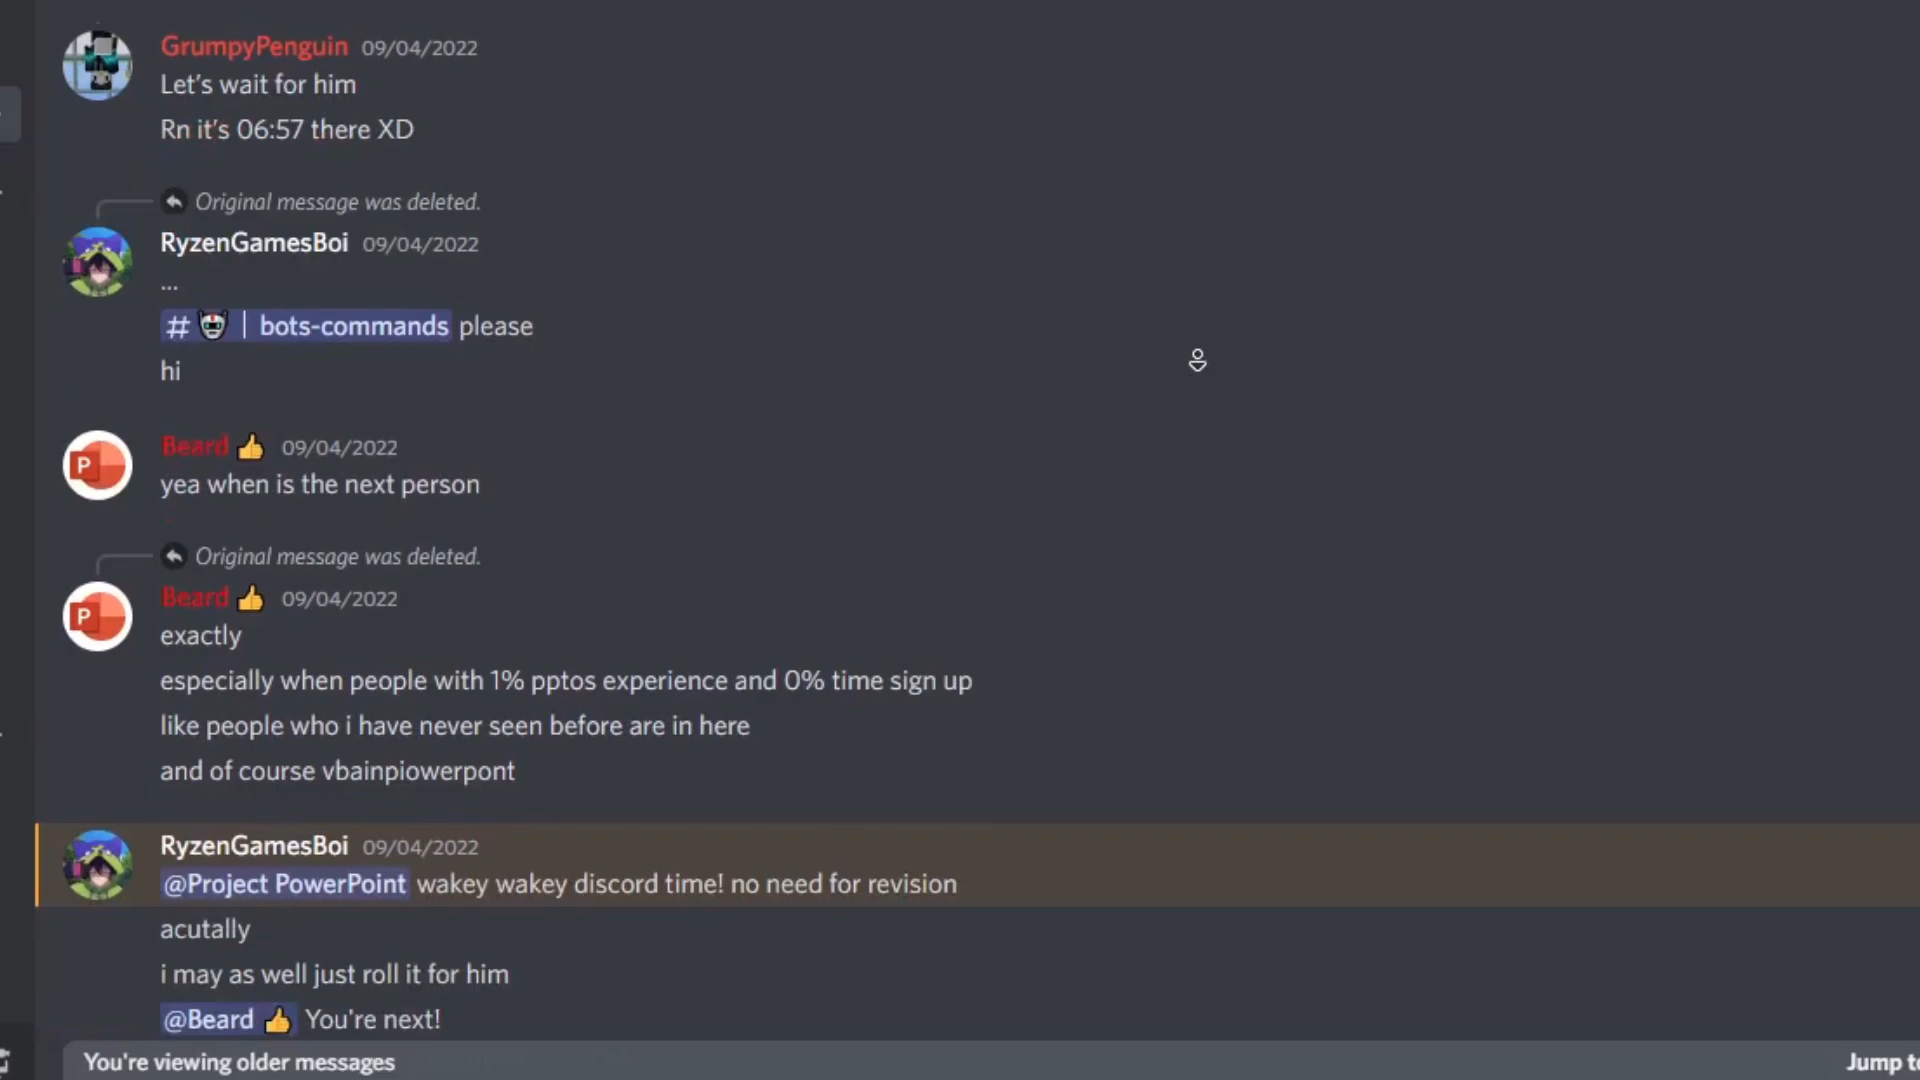 GrumpyPenguin 09/04/2022
Let's wait for him
Rn it's 06:57 there XD
Original message was deleted.
RyzenGamesBoi 09/04/2022
...
# 🤖 | bots-commands please
hi
Beard 👍 09/04/2022
P
yea when is the next person
Original message was deleted.
Beard 👍 09/04/2022
P
exactly
especially when people with 1% pptos experience and 0% time sign up
like people who i have never seen before are in here
and of course vbainpiowerpont
RyzenGamesBoi 09/04/2022
@Project PowerPoint wakey wakey discord time! no need for revision
acutally
i may as well just roll it for him
@Beard 👍 You're next!
You're viewing older messages
Jump to